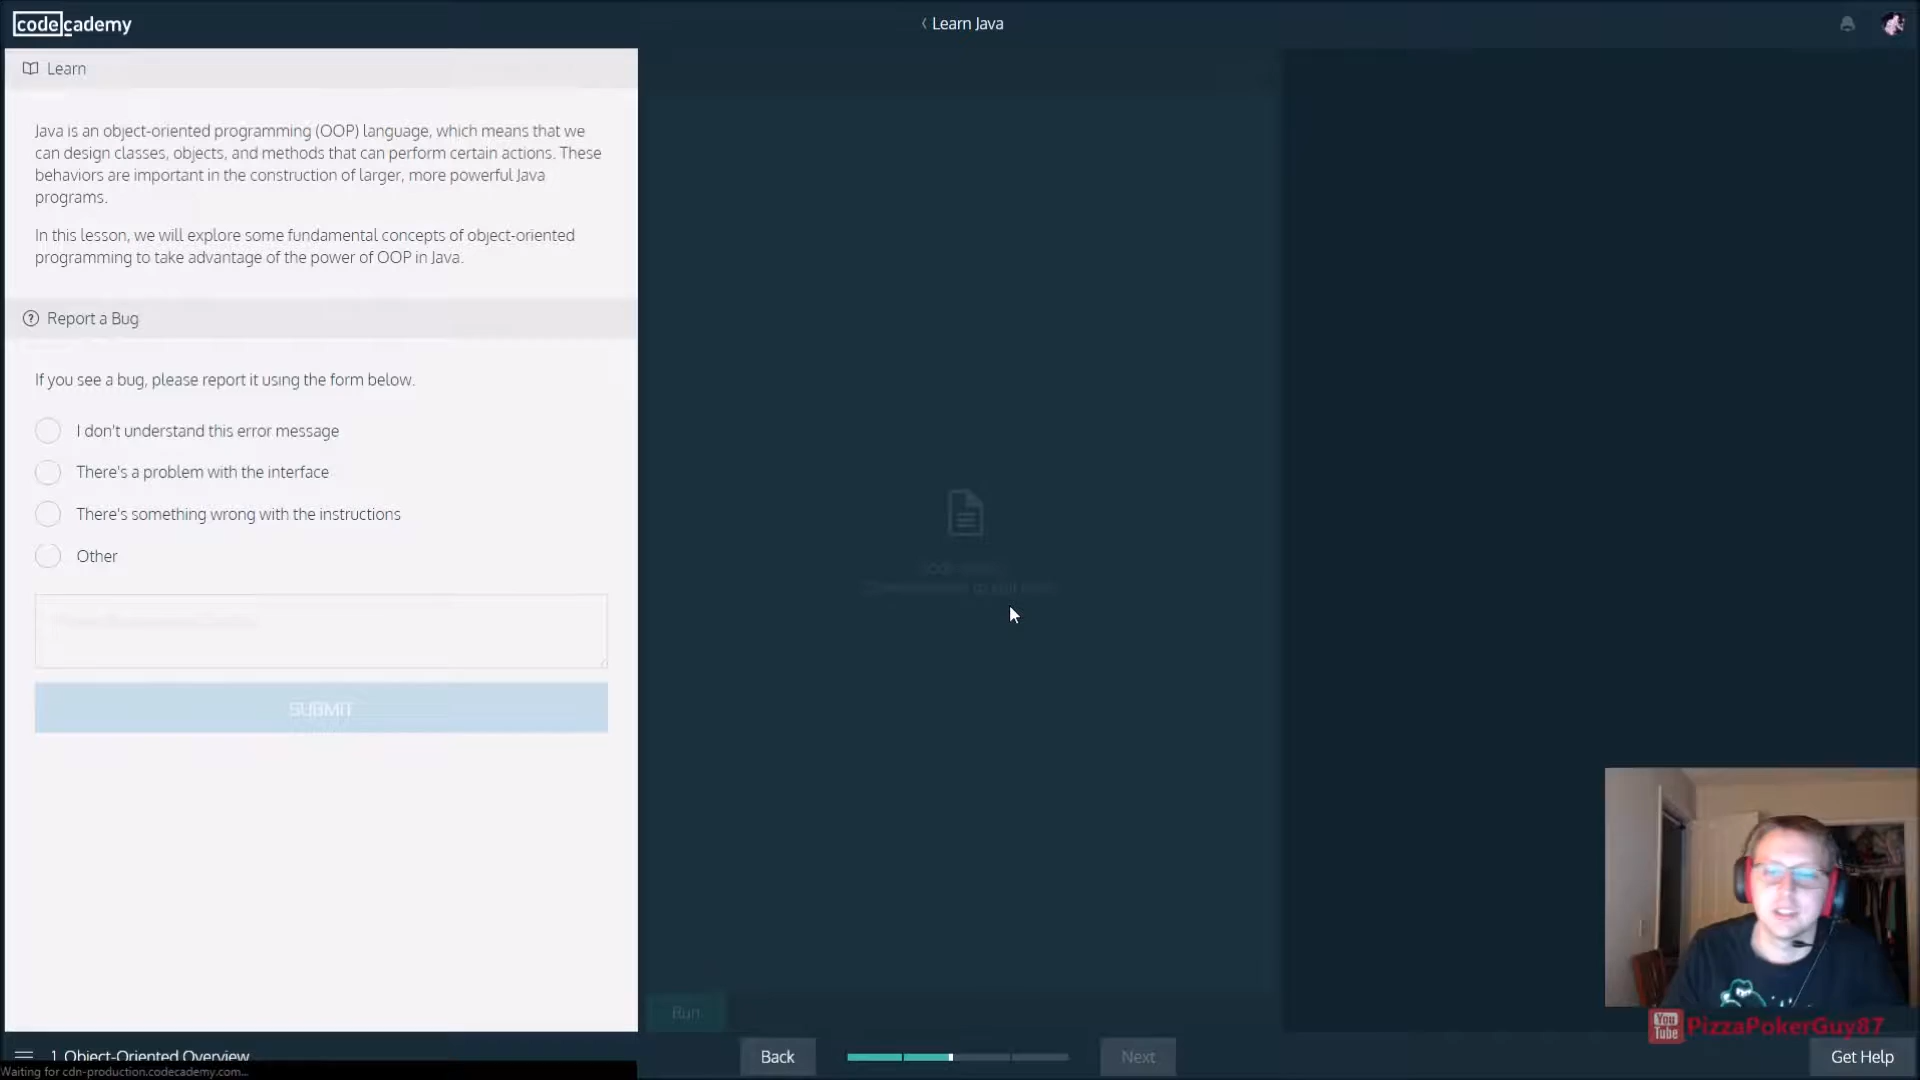 codecademy
Learn Java
Learn
Java is an object-oriented programming (OOP) language, which means that we
can design classes, objects, and methods that can perform certain actions. These
behaviors are important in the construction of larger, more powerful Java
programs.
In this lesson, we will explore some fundamental concepts of object-oriented
programming to take advantage of the power of OOP in Java.
Report a Bug
If you see a bug, please report it using the form below.
I don't understand this error message
There's a problem with the interface
There's something wrong with the instructions
Other
SUBMIT
Run
You
Tube
PizzaPokerGuy87
1. Object-Oriented Overview
Back
Next
Get Help
Waiting for cdn-production.codecademy.com...